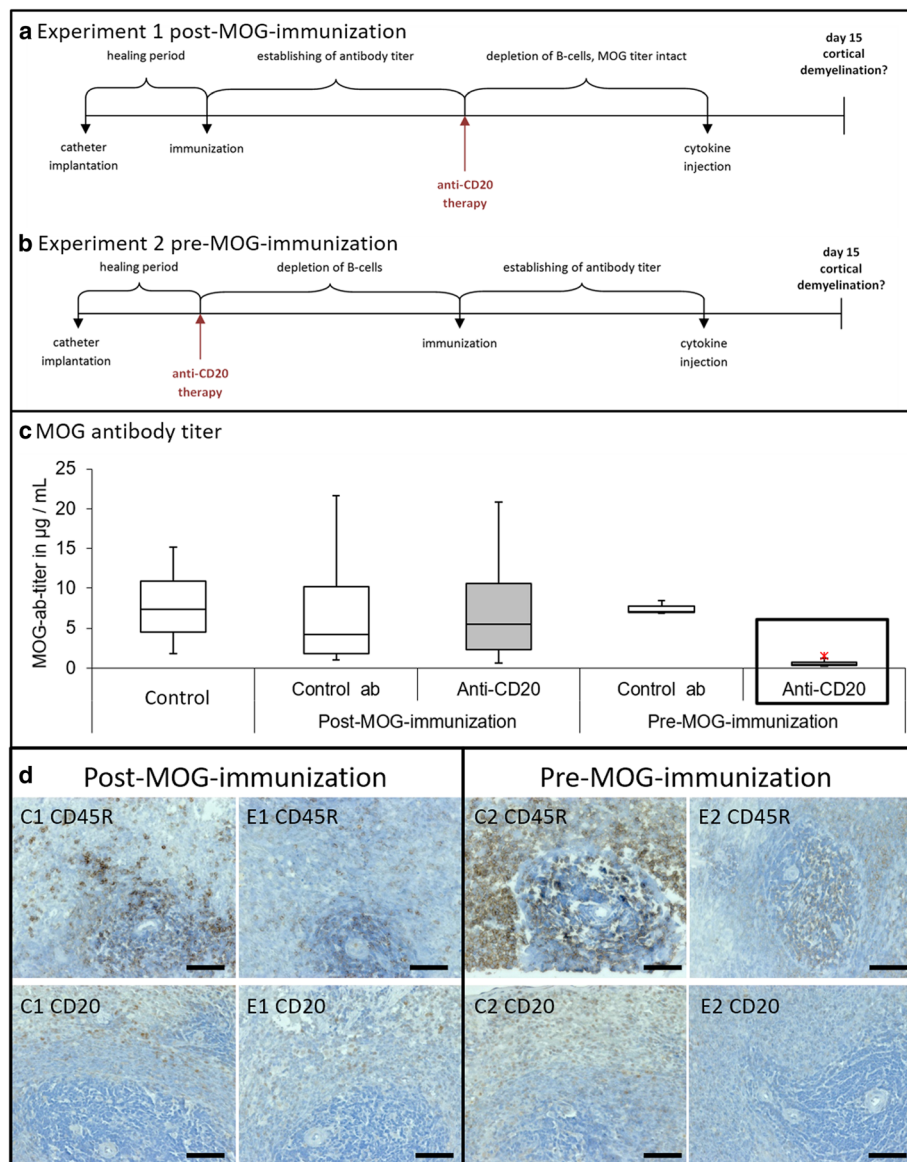 a Experiment 1 post-MOG-immunization
healing period
establishing of antibody titer
depletion of B-cells, MOG titer intact
day 15
cortical
demyelination?
catheter
implantation
immunization
anti-CD20
therapy
cytokine
injection
b Experiment 2 pre-MOG-immunization
healing period
depletion of B-cells
establishing of antibody titer
day 15
cortical
demyelination?
catheter
implantation
anti-CD20
therapy
immunization
cytokine
injection
c MOG antibody titer
MOG-ab-titer in µg / mL
25
20
15
10
5
0
*
Control
Control ab
Anti-CD20
Control ab
Anti-CD20
Post-MOG-immunization
Pre-MOG-immunization
d Post-MOG-immunization
Pre-MOG-immunization
C1 CD45R
E1 CD45R
C2 CD45R
E2 CD45R
C1 CD20
E1 CD20
C2 CD20
E2 CD20